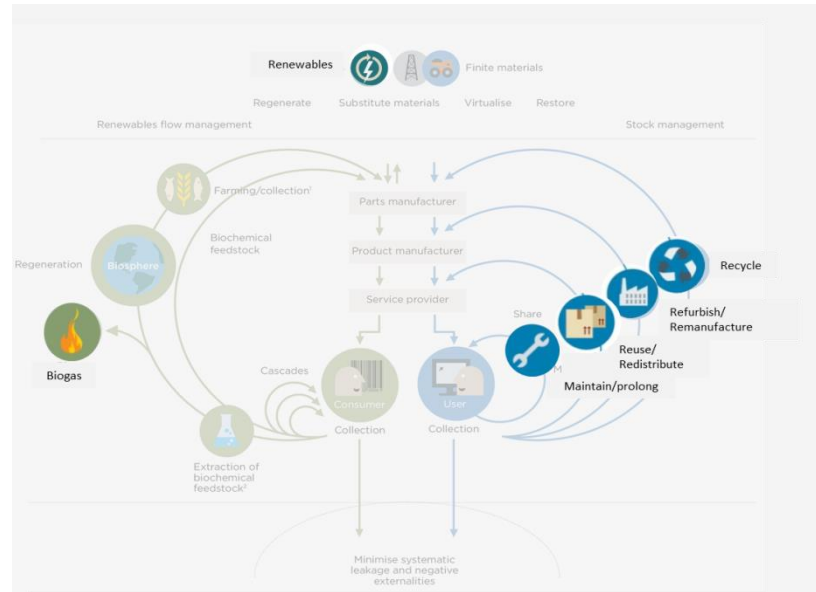 Renewables
Finite materials
Regenerate Substitute materials Virtualise Restore
Renewables flow management
Stock management
Farming/collection¹
Parts manufacturer
Biochemical
feedstock
Product manufacturer
Regeneration
Biosphere
Recycle
Service provider
Share
Refurbish/
Remanufacture
Reuse/
Redistribute
Biogas
Cascades
M
Maintain/prolong
Consumer
User
Collection
Collection
Extraction of
biochemical
feedstock²
Minimise systematic
leakage and negative
externalities